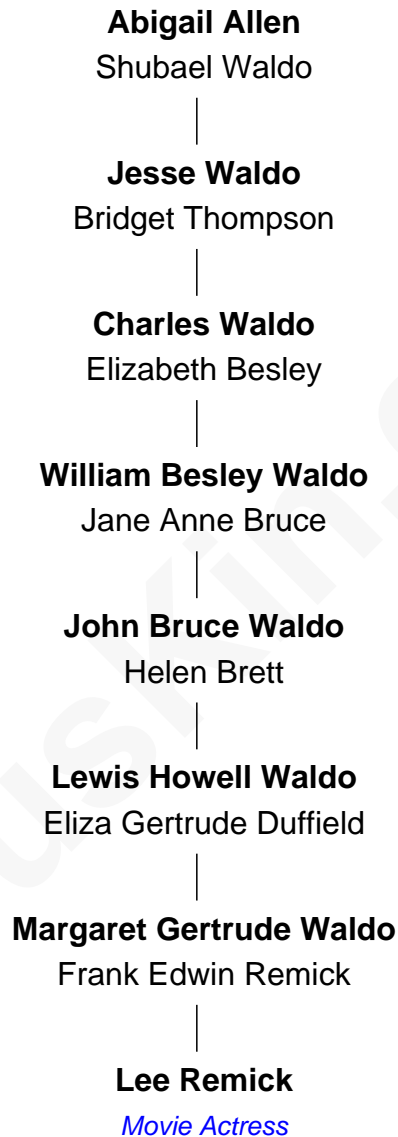 Abigail Allen
Shubael Waldo
Jesse Waldo
Bridget Thompson
Charles Waldo
Elizabeth Besley
William Besley Waldo
Jane Anne Bruce
John Bruce Waldo
Helen Brett
Lewis Howell Waldo
Eliza Gertrude Duffield
Margaret Gertrude Waldo
Frank Edwin Remick
Lee Remick
Movie Actress